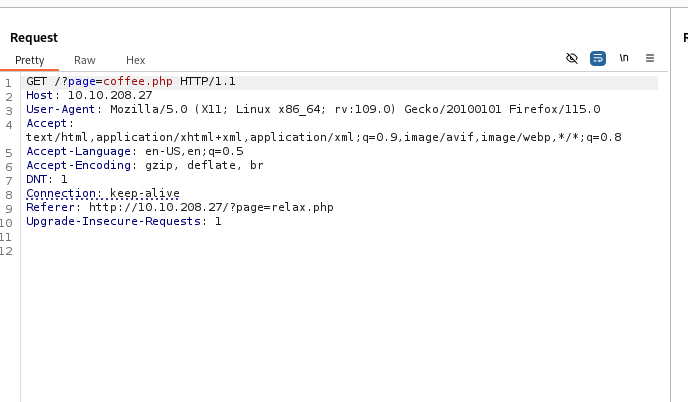 Request
Pretty Raw Hex
\n
1 GET /?page=coffee.php HTTP/1.1
2 Host: 10.10.208.27
3 User-Agent: Mozilla/5.0 (X11; Linux x86_64; rv:109.0) Gecko/20100101 Firefox/115.0
4 Accept:
text/html,application/xhtml+xml,application/xml;q=0.9,image/avif,image/webp,*/*;q=0.8
5 Accept-Language: en-US,en;q=0.5
6 Accept-Encoding: gzip, deflate, br
7 DNT: 1
8 Connection: keep-alive
9 Referer: http://10.10.208.27/?page=relax.php
10 Upgrade-Insecure-Requests: 1
11
12